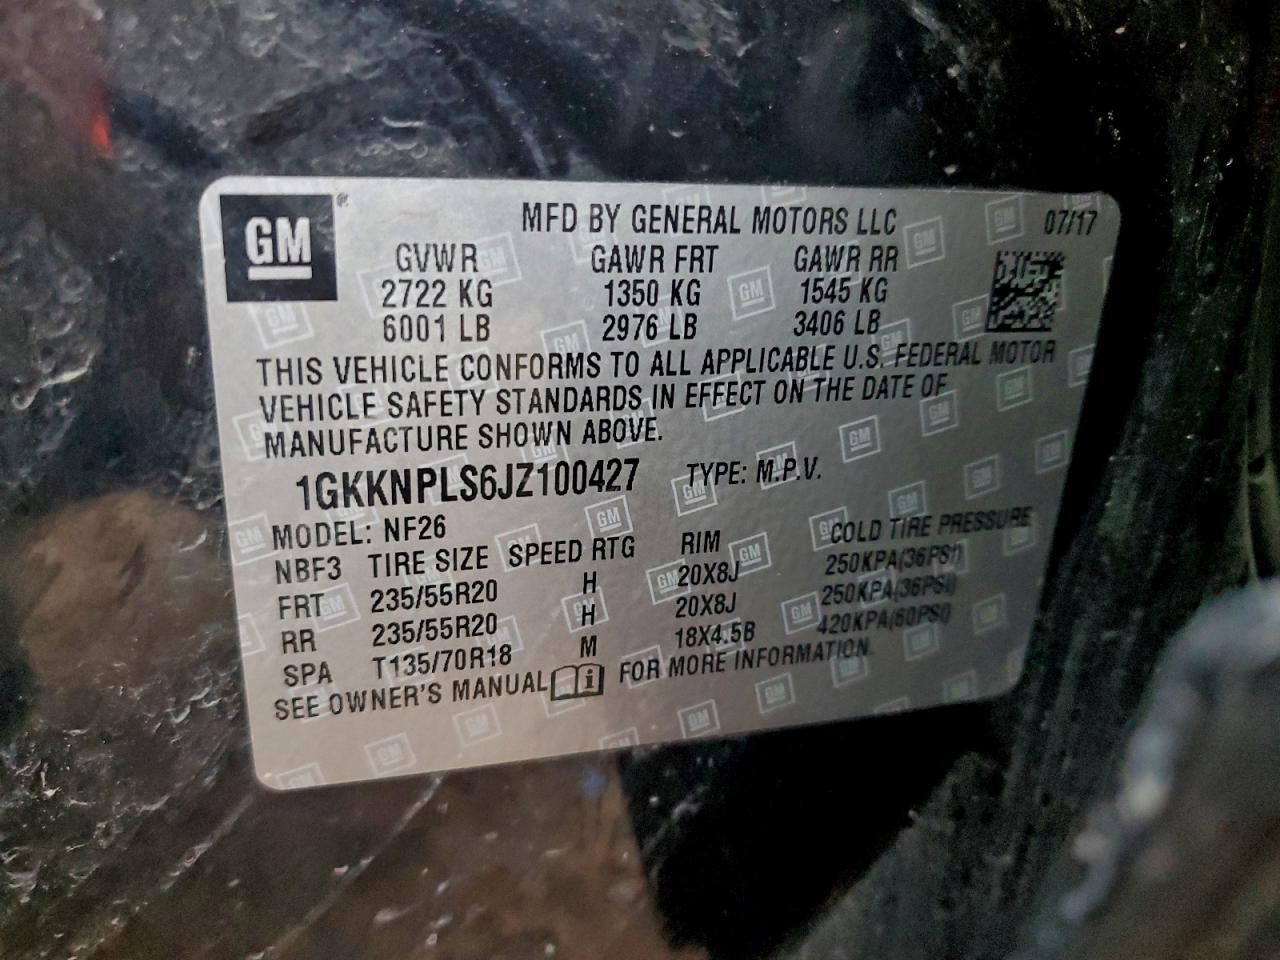 GM ®
MFD BY GENERAL MOTORS LLC 07/17
GVWR GAWR FRT GAWR RR
2722 KG 1350 KG 1545 KG
6001 LB 2976 LB 3406 LB
THIS VEHICLE CONFORMS TO ALL APPLICABLE U.S. FEDERAL MOTOR
VEHICLE SAFETY STANDARDS IN EFFECT ON THE DATE OF
MANUFACTURE SHOWN ABOVE.
1GKKNPLS6JZ100427 TYPE: M.P.V.
MODEL: NF26
NBF3 TIRE SIZE SPEED RTG RIM COLD TIRE PRESSURE
FRT 235/55R20 H 20X8J 250KPA(36PSI)
RR 235/55R20 H 20X8J 250KPA(36PSI)
SPA T135/70R18 M 18X4.5B 420KPA(60PSI)
SEE OWNER'S MANUAL i FOR MORE INFORMATION.